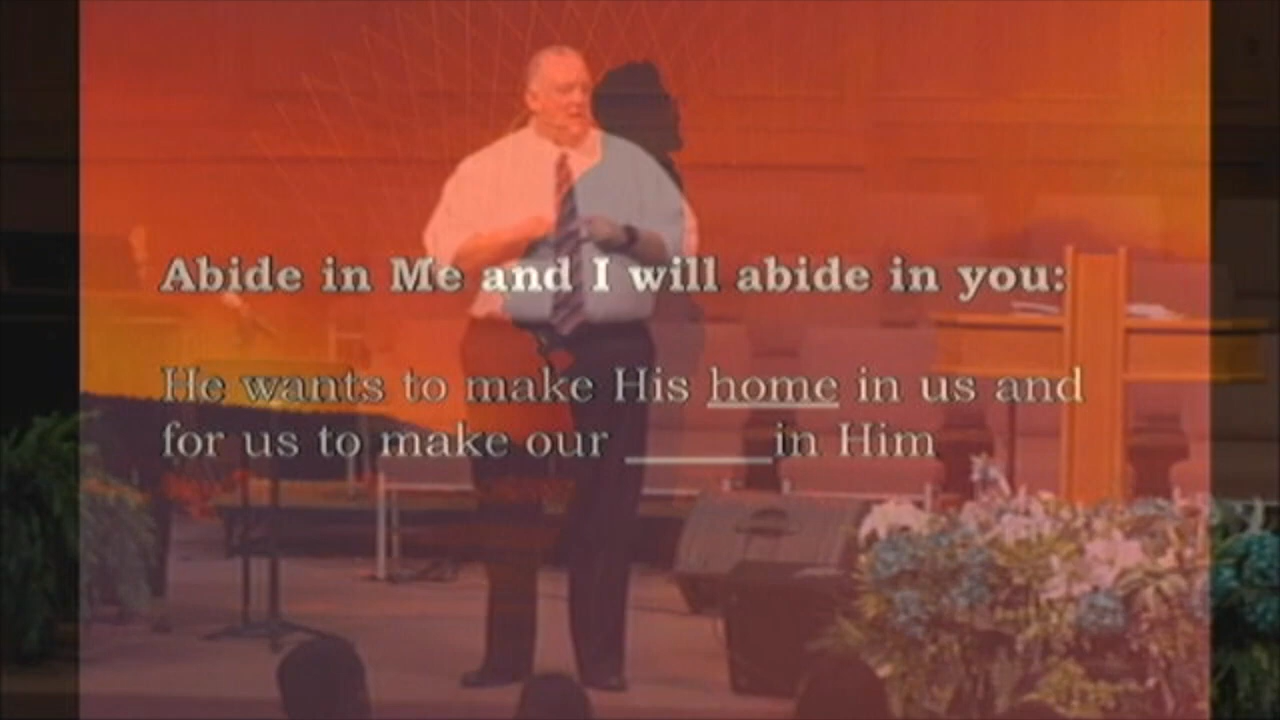 Abide in Me and I will abide in you:
He wants to make His home in us and
for us to make our ______in Him